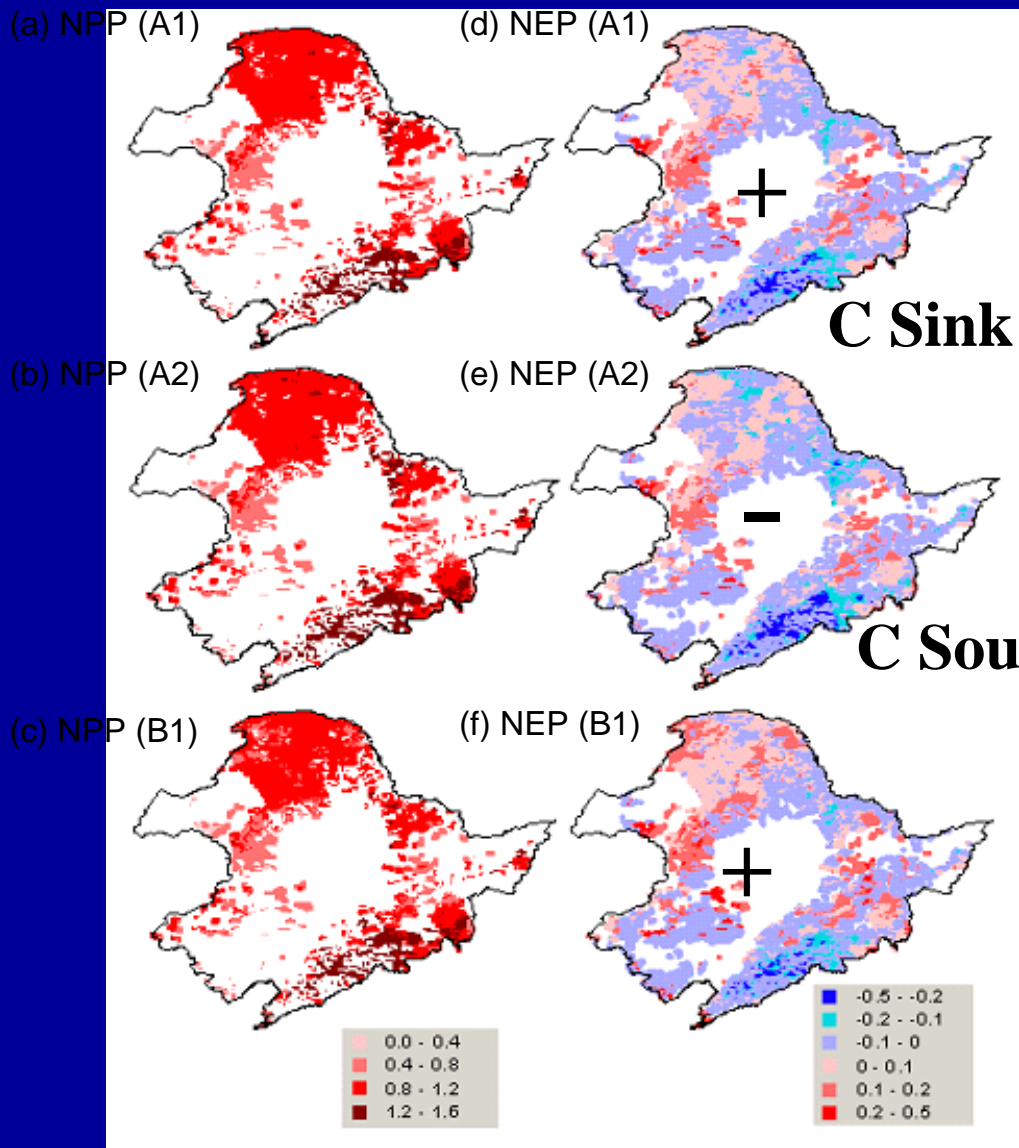 (a) NPP (A1)
(d) NEP (A1)
+
C Sink
(b) NPP (A2)
(e) NEP (A2)
-
C Sou
(c) NPP (B1)
(f) NEP (B1)
+
0.0 - 0.4
0.4 - 0.8
0.8 - 1.2
1.2 - 1.6
-0.5 - -0.2
-0.2 - -0.1
-0.1 - 0
0 - 0.1
0.1 - 0.2
0.2 - 0.5